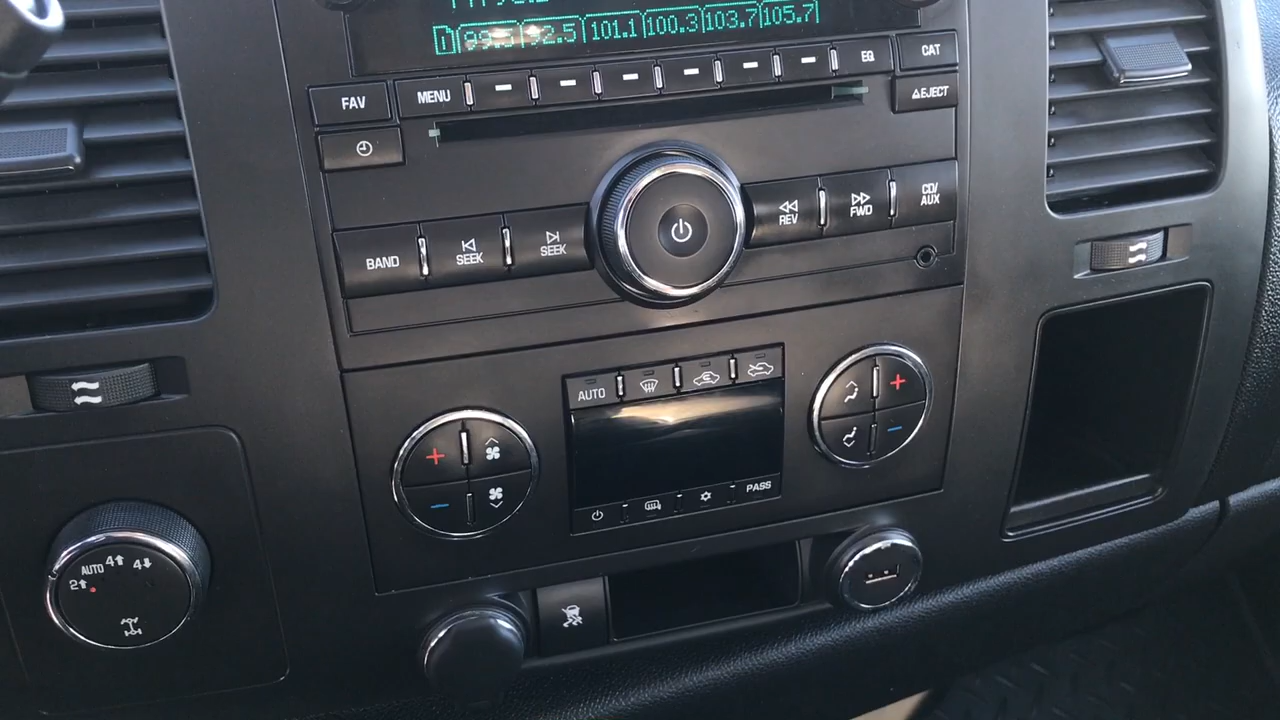 101.1 100.3 103.7 105.7
FAV MENU EQ CAT
EJECT
BAND SEEK SEEK REV FWD CD/
AUX
AUTO
PASS
AUTO 4 4
2